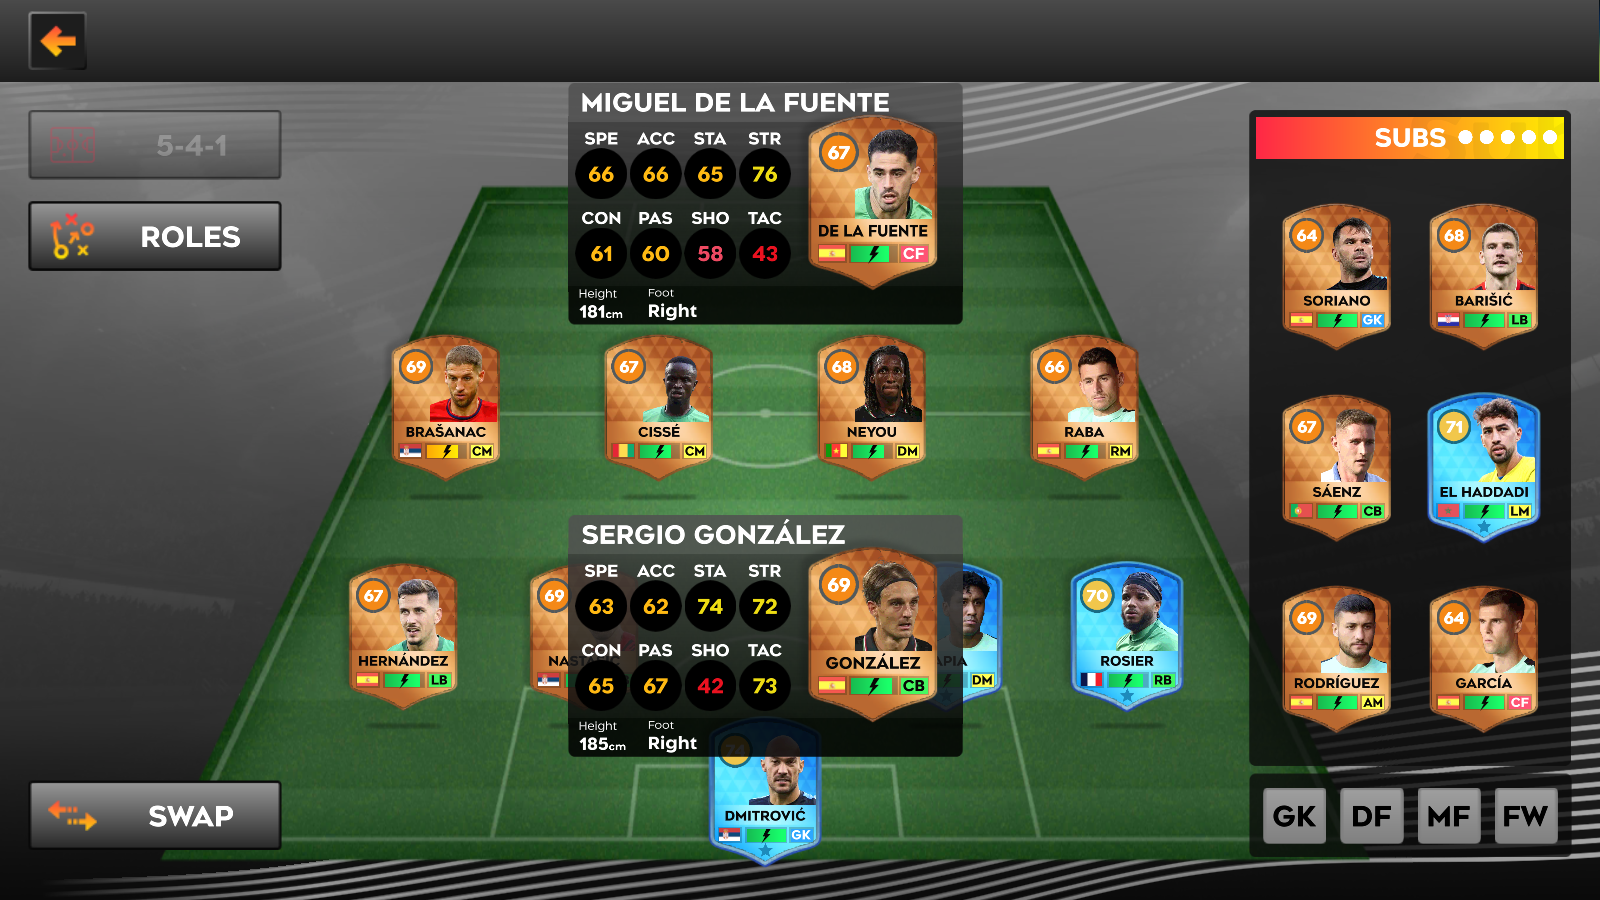 5-4-1
ROLES
SWAP
MIGUEL DE LA FUENTE
SPE ACC STA STR
66 66 65 76
CON PAS SHO TAC
61 60 58 43
Height Foot
181cm Right
67
DE LA FUENTE
CF
69
BRAŠANAC
CM
67
CISSÉ
CM
68
NEYOU
DM
66
RABA
RM
SERGIO GONZÁLEZ
SPE ACC STA STR
63 62 74 72
CON PAS SHO TAC
65 67 42 73
Height Foot
185cm Right
69
GONZÁLEZ
CB
67
HERNÁNDEZ
LB
69
DM
70
ROSIER
RB
74
DMITROVIĆ
GK
SUBS
64
SORIANO
GK
68
BARIŠIĆ
LB
67
SÁENZ
CB
71
EL HADDADI
LM
69
RODRÍGUEZ
AM
64
GARCÍA
CF
GK DF MF FW